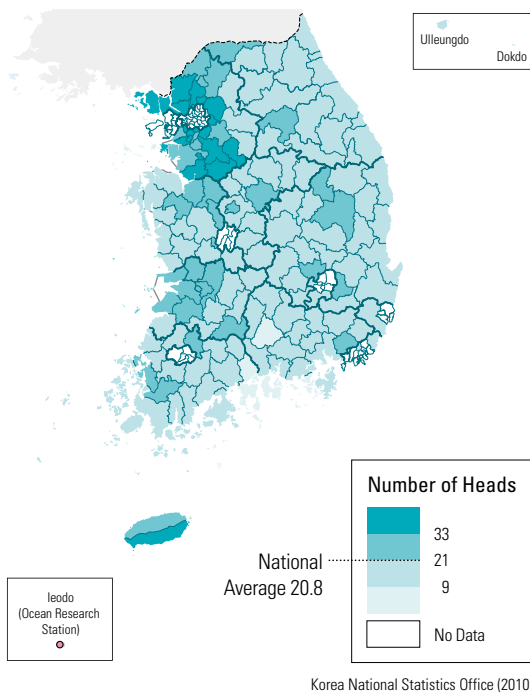 Ulleungdo
Dokdo
Number of Heads
33
National
21
Average 20.8
9
No Data
Ieodo
(Ocean Research
Station)
Korea National Statistics Office (2010